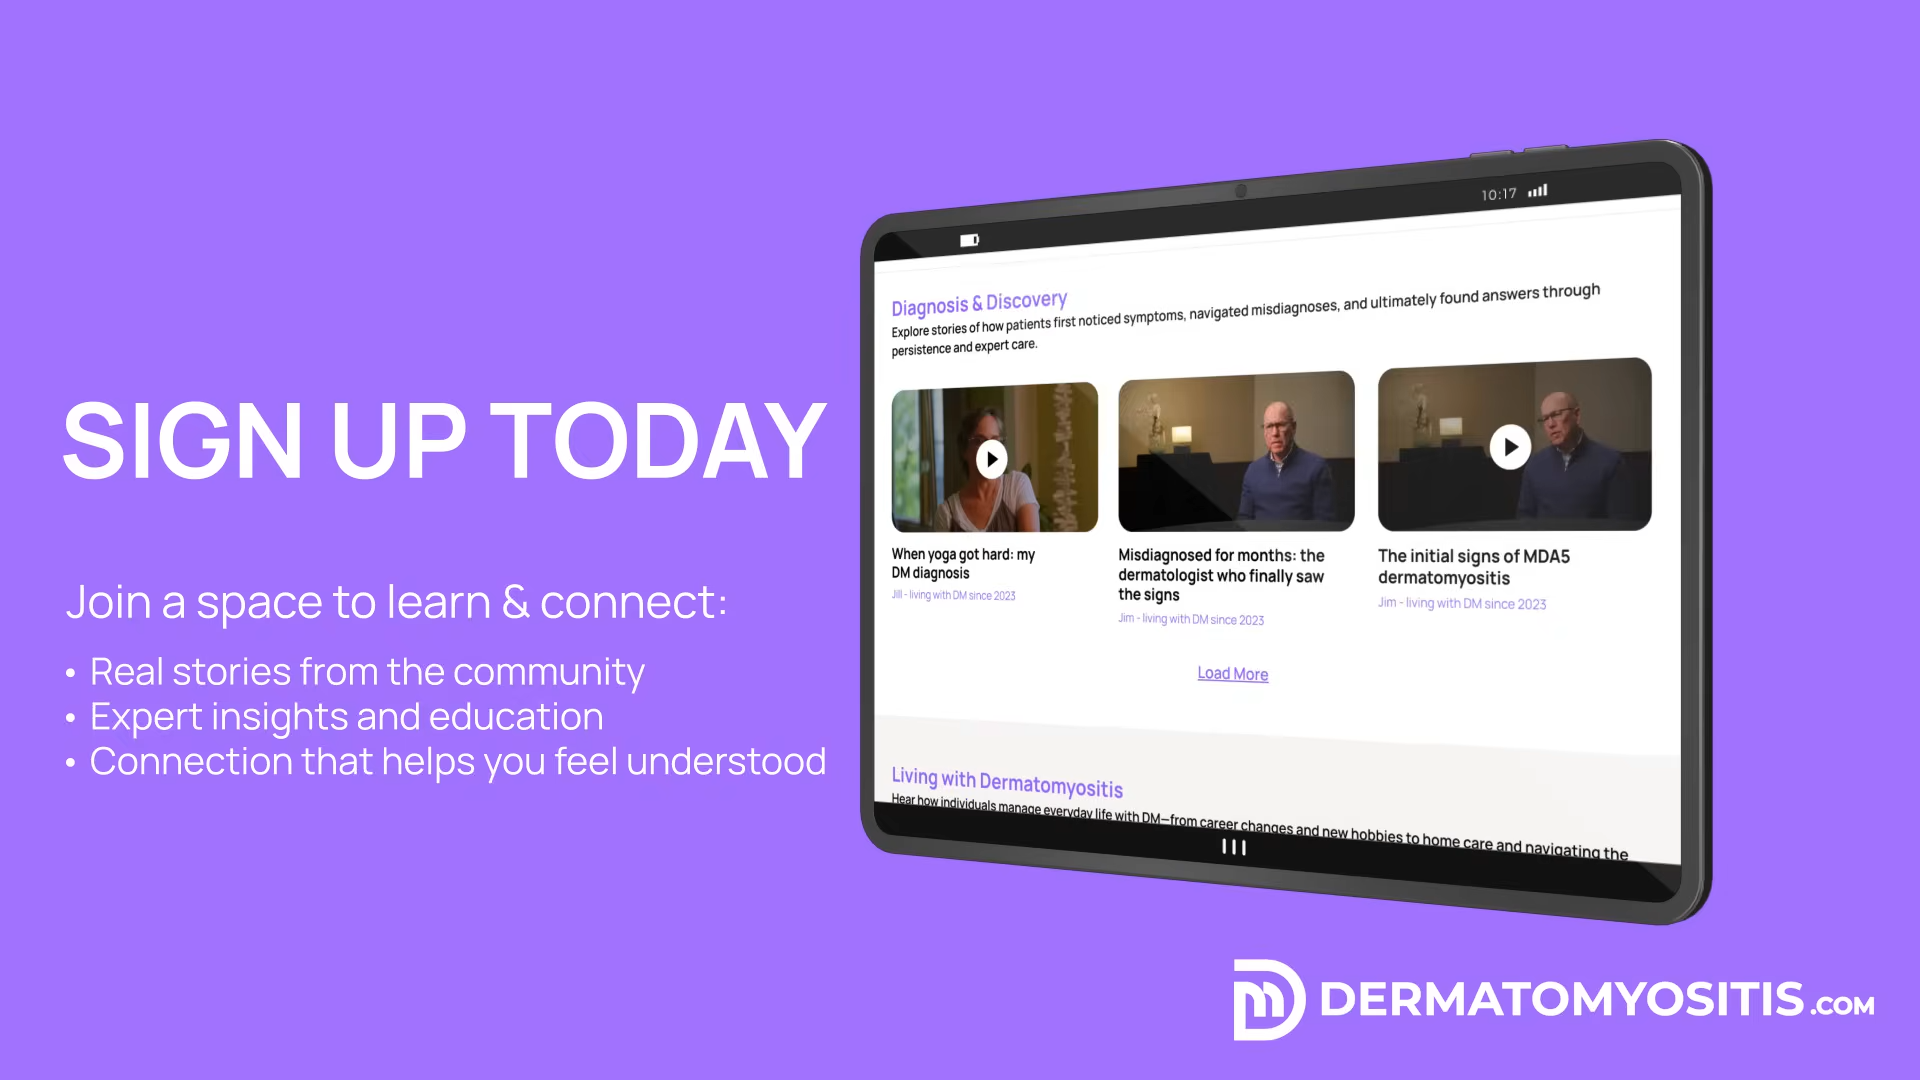 SIGN UP TODAY
Join a space to learn & connect:
• Real stories from the community
• Expert insights and education
• Connection that helps you feel understood
10:17
Diagnosis & Discovery
Explore stories of how patients first noticed symptoms, navigated misdiagnoses, and ultimately found answers through
persistence and expert care.
When yoga got hard: my
DM diagnosis
Jill - living with DM since 2023
Misdiagnosed for months: the
dermatologist who finally saw
the signs
Jim - living with DM since 2023
The initial signs of MDA5
dermatomyositis
Jim - living with DM since 2023
Load More
Living with Dermatomyositis
Hear how individuals manage everyday life with DM—from career changes and new hobbies to home care and navigating the
DERMATOMYOSITIS.COM